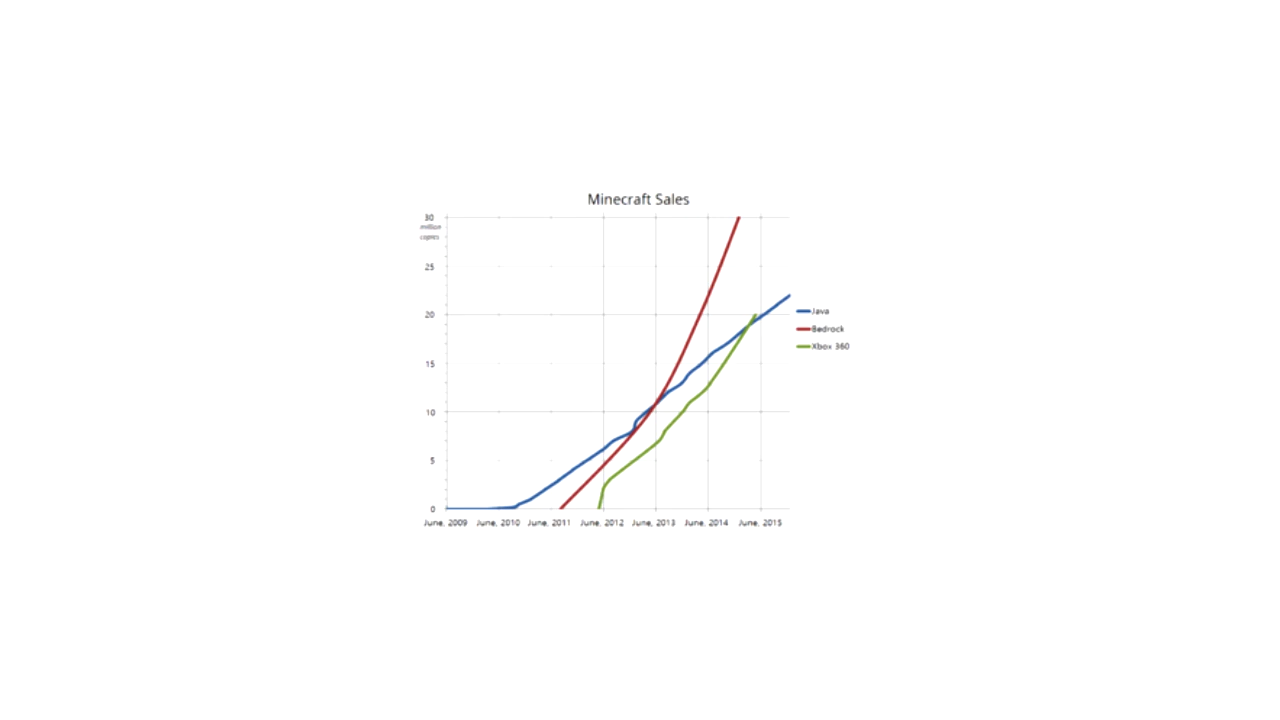 Minecraft Sales
30
million
copies
25
20
15
10
5
0
June, 2009 June, 2010 June, 2011 June, 2012 June, 2013 June, 2014 June, 2015
Java
Bedrock
Xbox 360